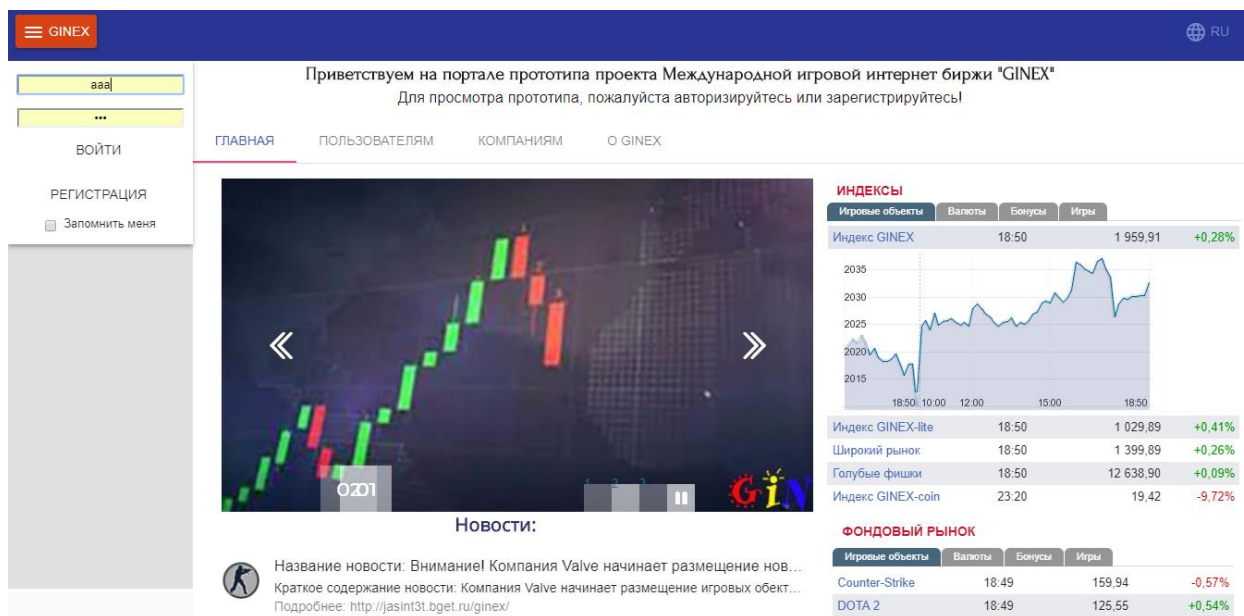 GINEX
RU
aaa
•••
ВОЙТИ
РЕГИСТРАЦИЯ
Запомнить меня
Приветствуем на портале прототипа проекта Международной игровой интернет биржи "GINEX"
Для просмотра прототипа, пожалуйста авторизируйтесь или зарегистрируйтесь!
ГЛАВНАЯ ПОЛЬЗОВАТЕЛЯМ КОМПАНИЯМ О GINEX
1 2 3
GiN
Новости:
Название новости: Внимание! Компания Valve начинает размещение нов...
Краткое содержание новости: Компания Valve начинает размещение игровых обект...
Подробнее: http://jasint3t.bget.ru/ginex/
ИНДЕКСЫ
Игровые объекты Валюты Бонусы Игры
Индекс GINEX 18:50 1 959,91 +0,28%
2035
2030
2025
2020
2015
18:50 10:00 12:00 15:00 18:50
Индекс GINEX-lite 18:50 1 029,89 +0,41%
Широкий рынок 18:50 1 399,89 +0,26%
Голубые фишки 18:50 12 638,90 +0,09%
Индекс GINEX-coin 23:20 19,42 -9,72%
ФОНДОВЫЙ РЫНОК
Игровые объекты Валюты Бонусы Игры
Counter-Strike 18:49 159,94 -0,57%
DOTA 2 18:49 125,55 +0,54%